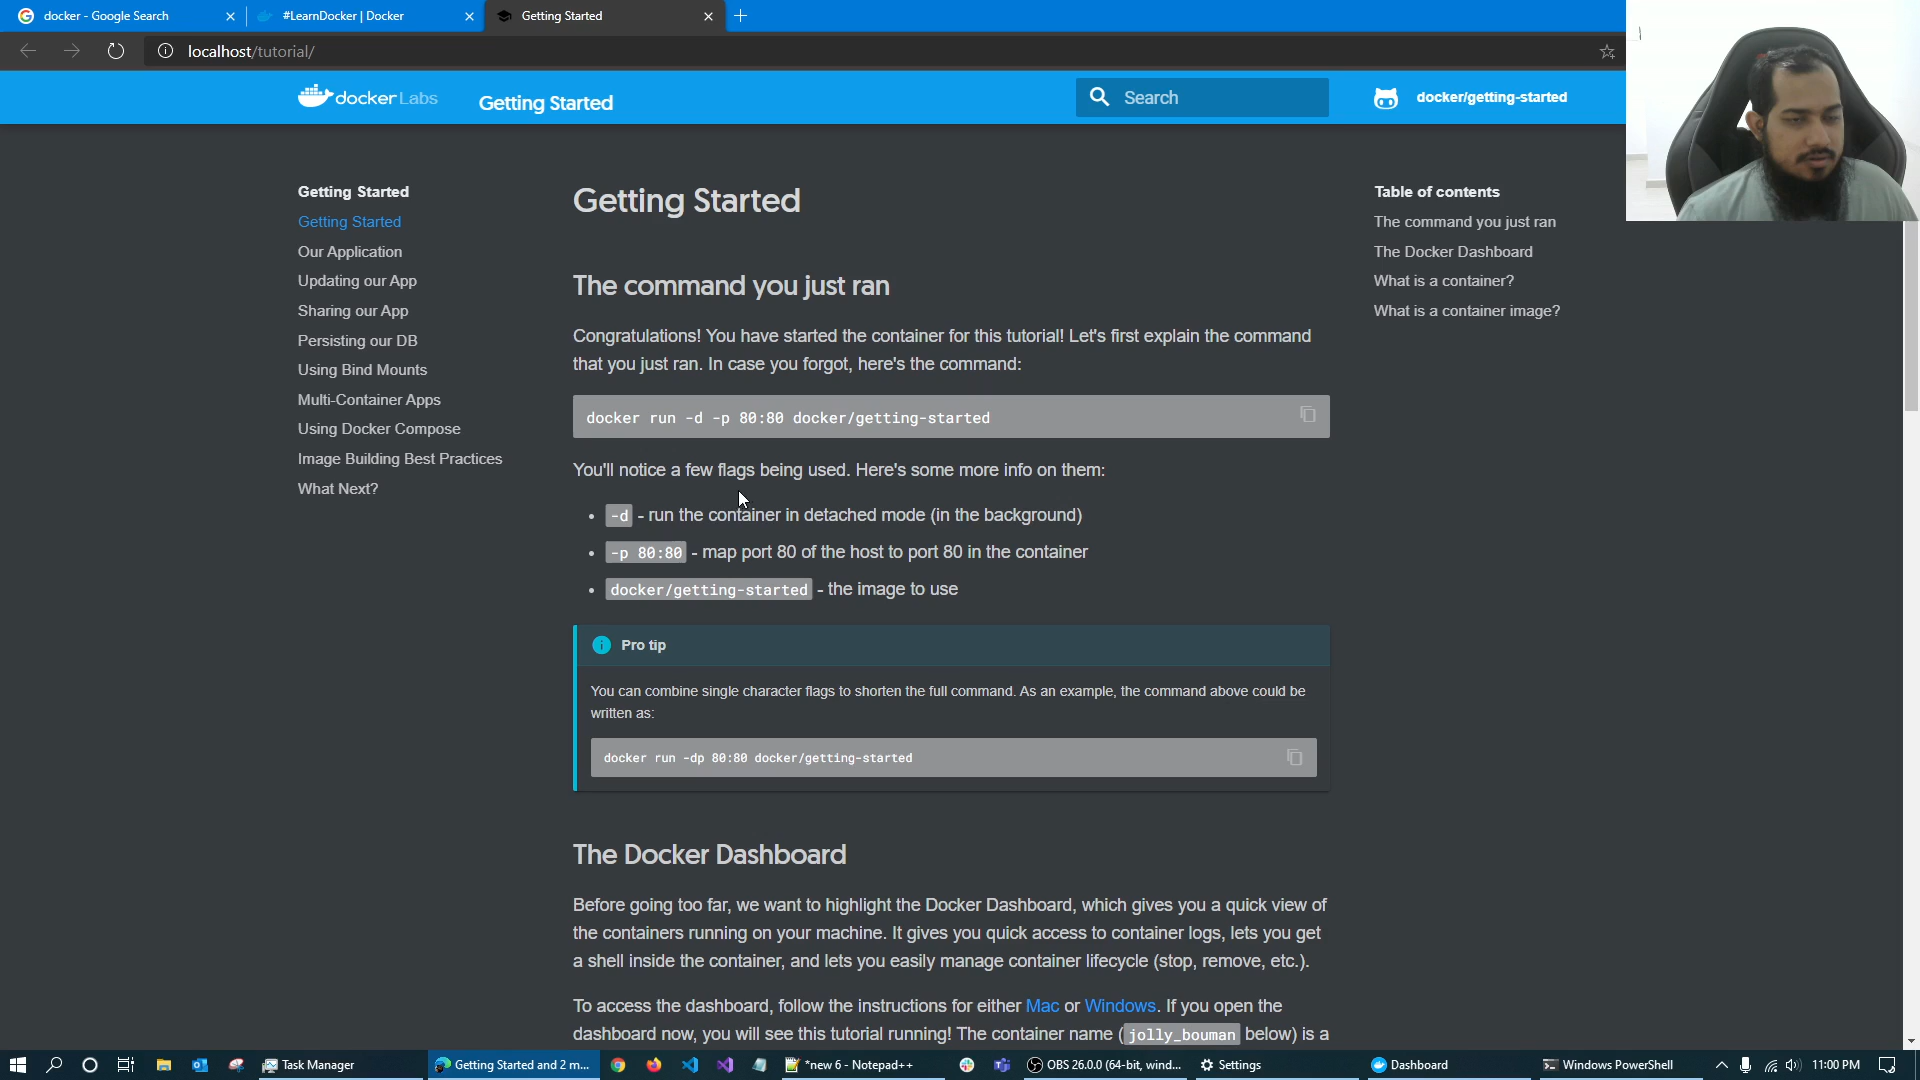 docker - Google Search
#LearnDocker | Docker
Getting Started
localhost/tutorial/
docker Labs
Getting Started
Search
docker/getting-started
Getting Started
Getting Started
Our Application
Updating our App
Sharing our App
Persisting our DB
Using Bind Mounts
Multi-Container Apps
Using Docker Compose
Image Building Best Practices
What Next?
Getting Started
The command you just ran
Congratulations! You have started the container for this tutorial! Let's first explain the command
that you just ran. In case you forgot, here's the command:
docker run -d -p 80:80 docker/getting-started
You'll notice a few flags being used. Here's some more info on them:
• -d - run the container in detached mode (in the background)
• -p 80:80 - map port 80 of the host to port 80 in the container
• docker/getting-started - the image to use
Pro tip
You can combine single character flags to shorten the full command. As an example, the command above could be
written as:
docker run -dp 80:80 docker/getting-started
The Docker Dashboard
Before going too far, we want to highlight the Docker Dashboard, which gives you a quick view of
the containers running on your machine. It gives you quick access to container logs, lets you get
a shell inside the container, and lets you easily manage container lifecycle (stop, remove, etc.).
To access the dashboard, follow the instructions for either Mac or Windows. If you open the
dashboard now, you will see this tutorial running! The container name (jolly_bouman below) is a
Table of contents
The command you just ran
The Docker Dashboard
What is a container?
What is a container image?
Task Manager
Getting Started and 2 m...
*new 6 - Notepad++
OBS 26.0.0 (64-bit, wind...
Settings
Dashboard
Windows PowerShell
11:00 PM